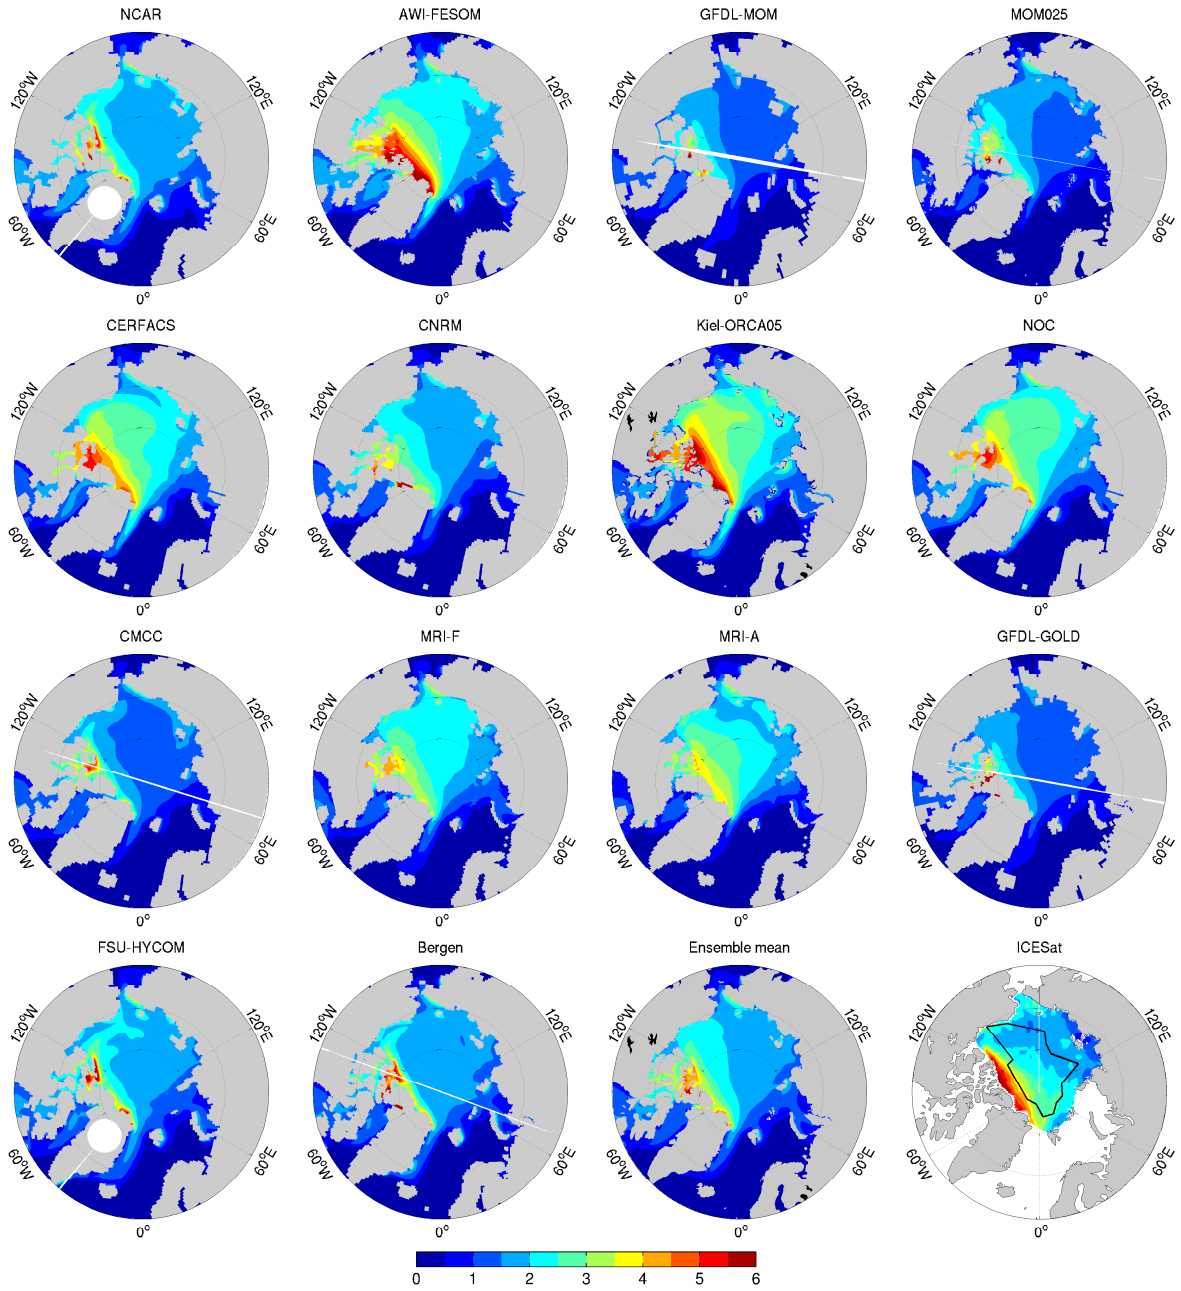 NCAR AWI-FESOM GFDL-MOM MOM025
120°W 120°E 120°W 120°E 120°W 120°E 120°W 120°E
60°W 60°E 60°W 60°E 60°W 60°E 60°W 60°E
0° 0° 0° 0°
CERFACS CNRM Kiel-ORCA05 NOC
120°W 120°E 120°W 120°E 120°W 120°E 120°W 120°E
60°W 60°E 60°W 60°E 60°W 60°E 60°W 60°E
0° 0° 0° 0°
CMCC MRI-F MRI-A GFDL-GOLD
120°W 120°E 120°W 120°E 120°W 120°E 120°W 120°E
60°W 60°E 60°W 60°E 60°W 60°E 60°W 60°E
0° 0° 0° 0°
FSU-HYCOM Bergen Ensemble mean ICESat
120°W 120°E 120°W 120°E 120°W 120°E 120°W 120°E
60°W 60°E 60°W 60°E 60°W 60°E 60°W 60°E
0° 0° 0° 0°
0 1 2 3 4 5 6